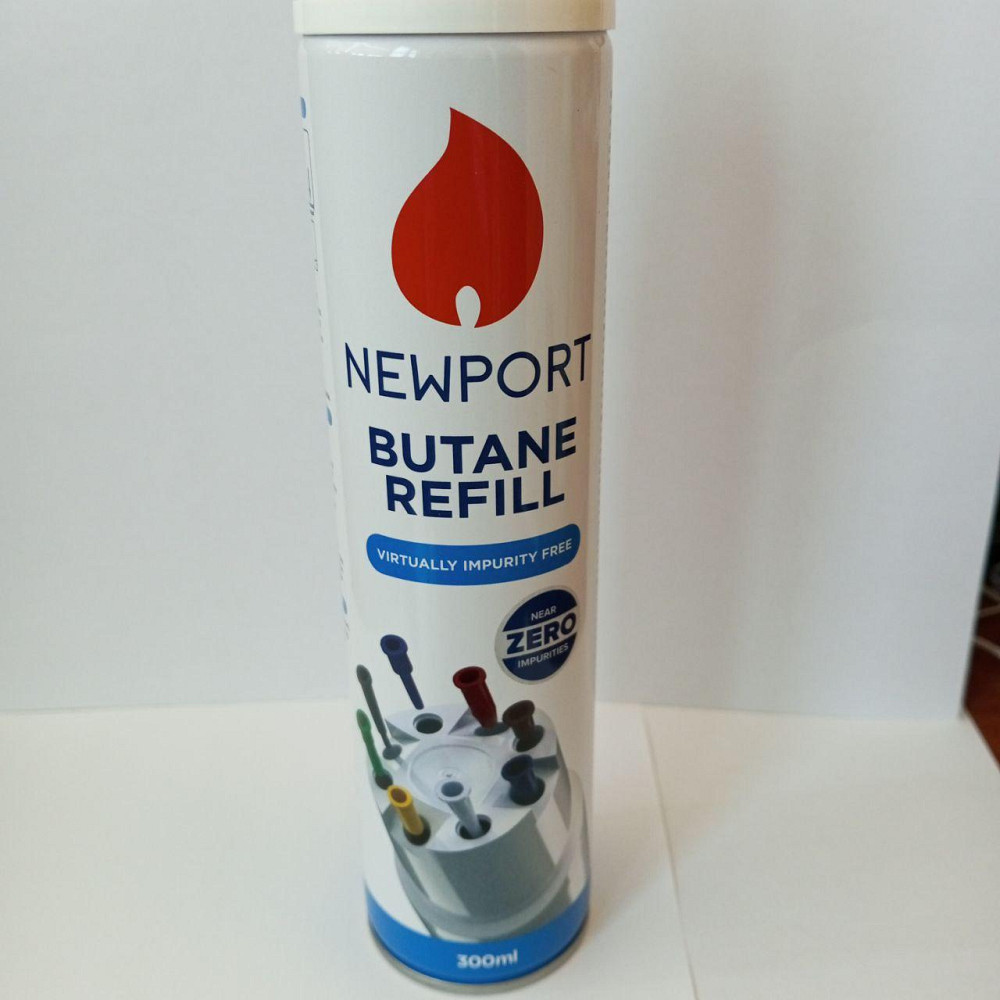 NEWPORT
BUTANE
REFILL
VIRTUALLY IMPURITY FREE
NEAR
ZERO
IMPURITIES
300ml